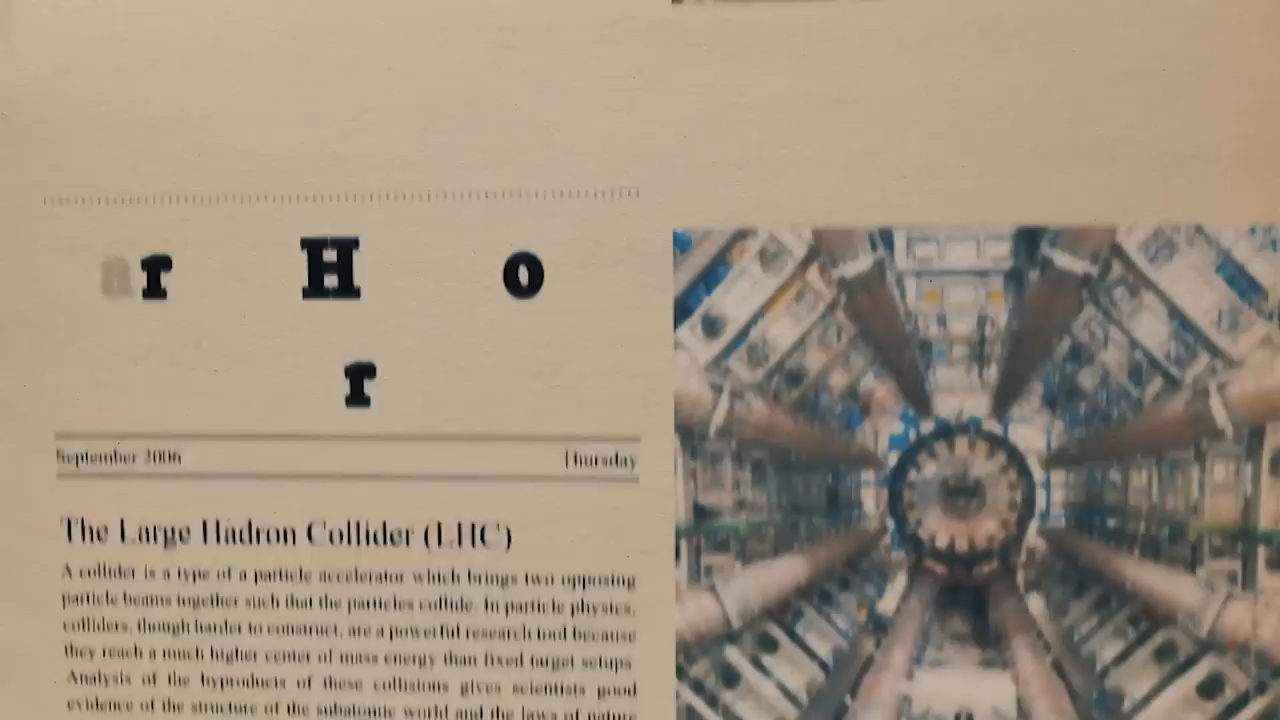 ar H o
r
September 2006 Thursday
The Large Hadron Collider (LHC)
A collider is a type of a particle accelerator which brings two opposing
particle beams together such that the particles collide. In particle physics,
colliders, though harder to construct, are a powerful research tool because
they reach a much higher center of mass energy than fixed target setups.
Analysis of the byproducts of these collisions gives scientists good
evidence of the structure of the subatomic world and the laws of nature